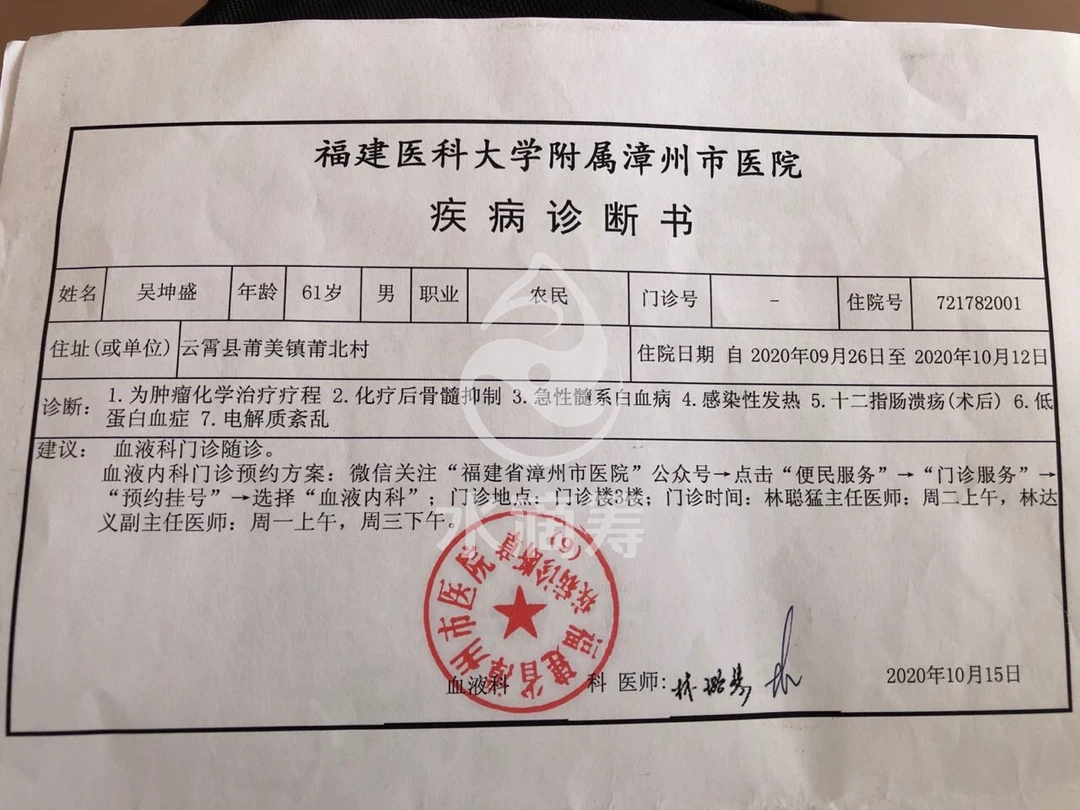 福建医科大学附属漳州市医院
疾病诊断书
姓名 吴坤盛 年龄 61岁 男 职业 农民 门诊号 - 住院号 721782001
住址(或单位) 云霄县莆美镇莆北村 住院日期 自 2020年09月26日至 2020年10月12日
诊断: 1.为肿瘤化学治疗疗程 2.化疗后骨髓抑制 3.急性髓系白血病 4.感染性发热 5.十二指肠溃疡(术后) 6.低
蛋白血症 7.电解质紊乱
建议: 血液科门诊随诊。
血液内科门诊预约方案: 微信关注“福建省漳州市医院”公众号→点击“便民服务”→“门诊服务”→
“预约挂号”→选择“血液内科”; 门诊地点: 门诊楼3楼; 门诊时间: 林聪猛主任医师: 周二上午, 林达
义副主任医师: 周一上午, 周三下午。
水滴筹
福建省漳州市医院
疾病诊断书
(6)
血液科 科 医师:
2020年10月15日